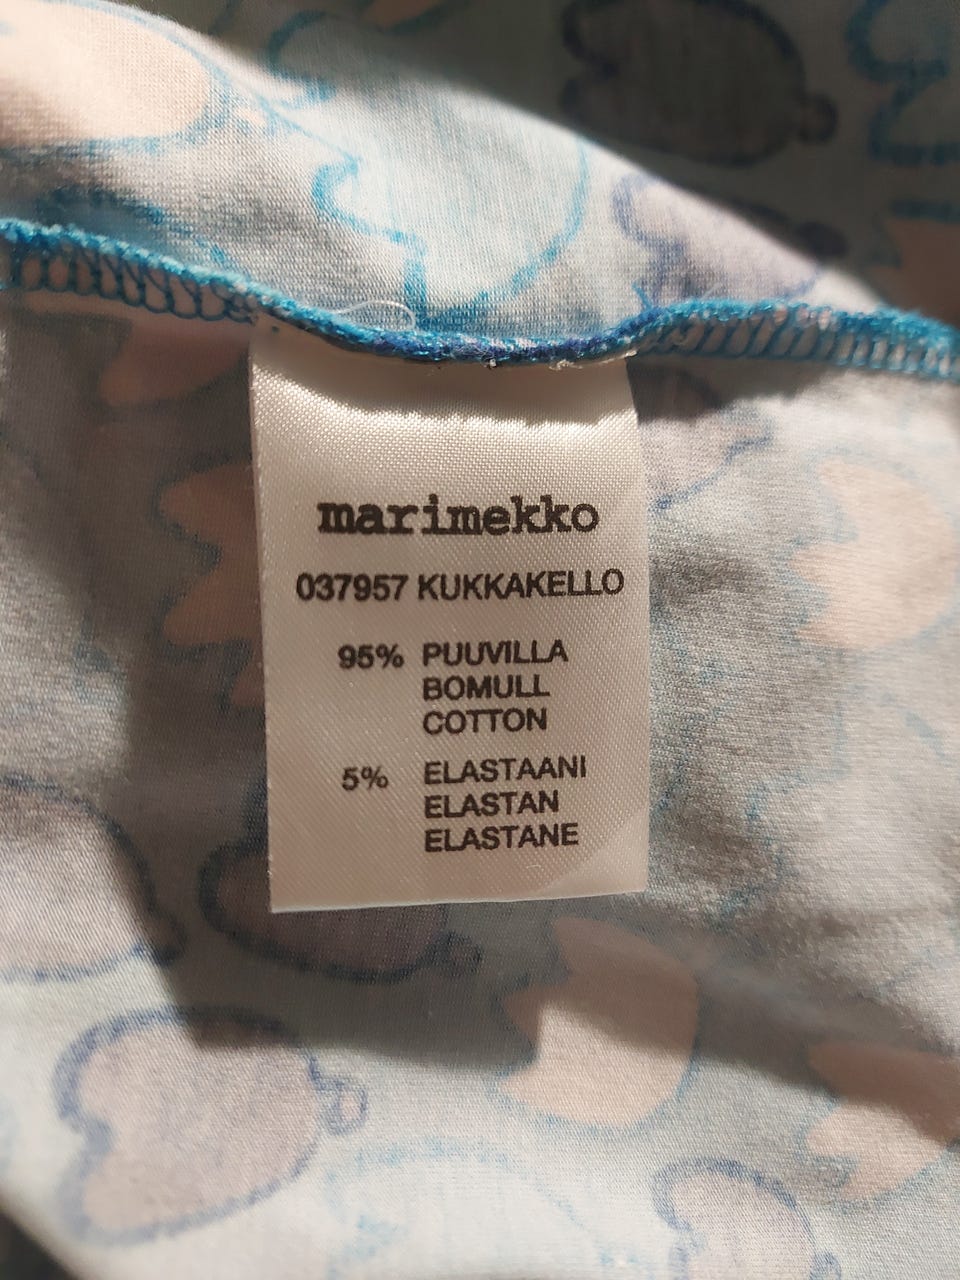 marimekko
037957 KUKKAKELLO
95% PUUVILLA
BOMULL
COTTON
5% ELASTAANI
ELASTAN
ELASTANE